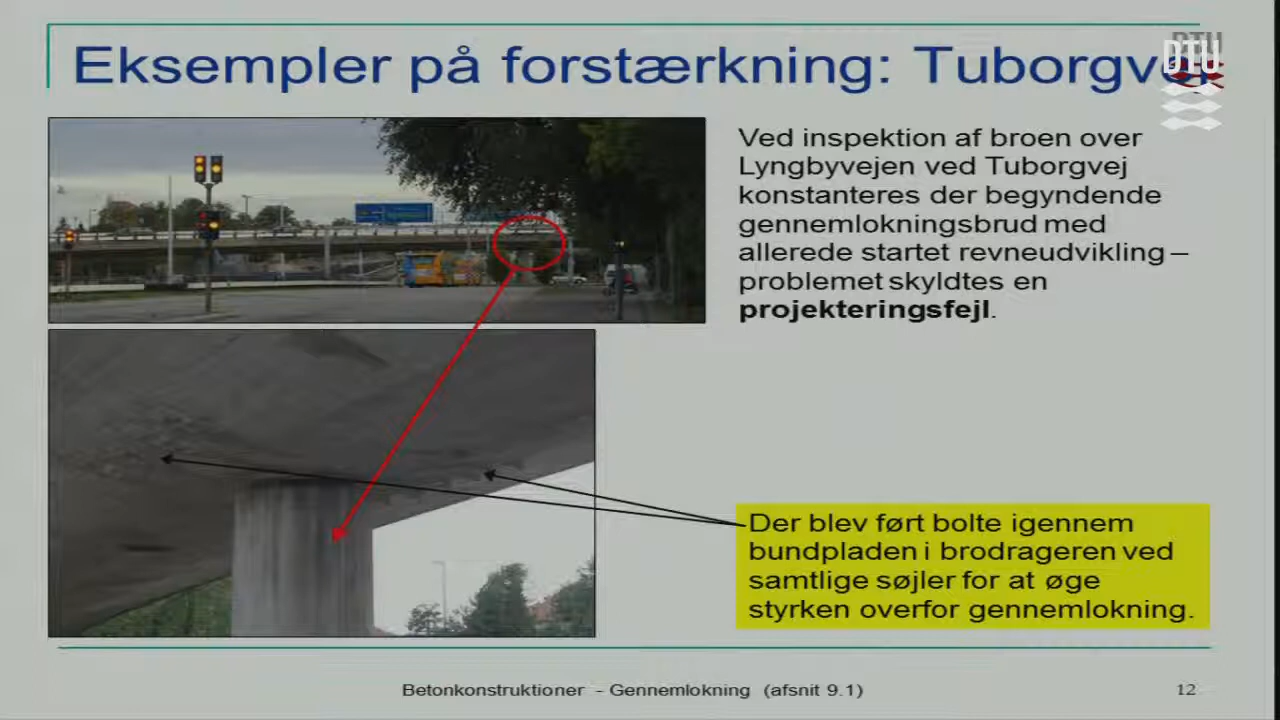 Eksempler på forstærkning: Tuborgvej
DTU
Ved inspektion af broen over
Lyngbyvejen ved Tuborgvej
konstanteres der begyndende
gennemlokningsbrud med
allerede startet revneudvikling –
problemet skyldtes en
projekteringsfejl.
Der blev ført bolte igennem
bundpladen i brodrageren ved
samtlige søjler for at øge
styrken overfor gennemlokning.
Betonkonstruktioner - Gennemlokning (afsnit 9.1)
12